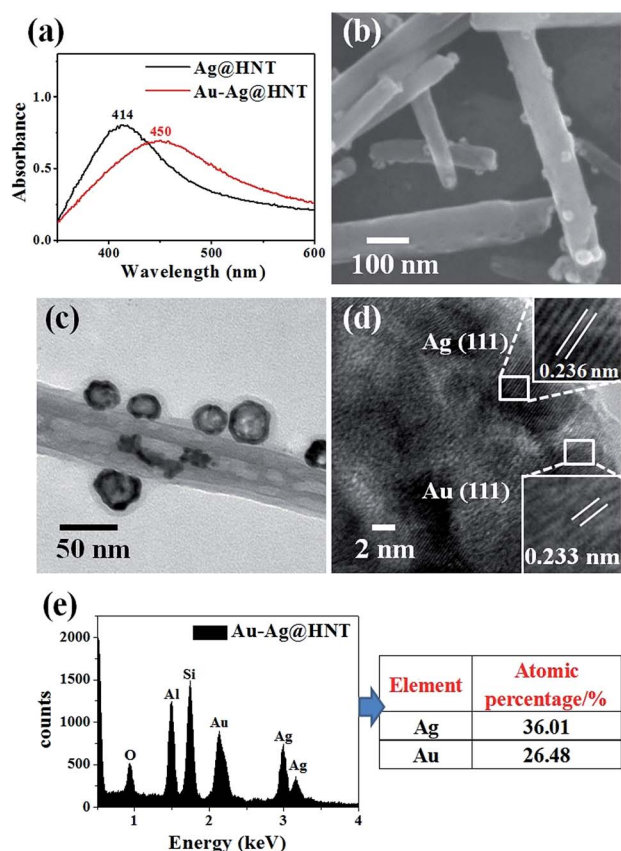 (a)
Ag@HNT
Au-Ag@HNT
414
450
1.0
0.5
0.0
Absorbance
400
500
600
Wavelength (nm)
(b)
100 nm
(c)
50 nm
(d)
Ag (111)
0.236 nm
Au (111)
0.233 nm
2 nm
(e)
Au-Ag@HNT
2000
1500
1000
500
0
counts
O
Al
Si
Au
Ag
Ag
1
2
3
4
Energy (keV)
Element
Atomic
percentage/%
Ag
36.01
Au
26.48